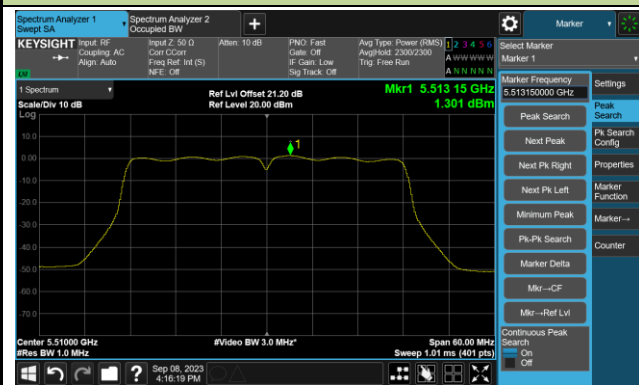 Spectrum Analyzer 1
Swept SA
Spectrum Analyzer 2
Occupied BW
Marker
KEYSIGHT
Input: RF
Coupling: AC
Align: Auto
Input Z: 50 Ω
Corr CCorr
Freq Ref: Int (S)
NFE: Off
Atten: 10 dB
PNO: Fast
Gate: Off
IF Gain: Low
Sig Track: Off
Avg Type: Power (RMS)
Avg|Hold: 2300/2300
Trig: Free Run
1 2 3 4 5 6
A W W W W W
A N N N N N
Select Marker
Marker 1
1 Spectrum
Scale/Div 10 dB
Log
Ref Lvl Offset 21.20 dB
Ref Level 20.00 dBm
Mkr1 5.513 15 GHz
1.301 dBm
1
10.0
0.00
-10.0
-20.0
-30.0
-40.0
-50.0
-60.0
-70.0
Center 5.51000 GHz
#Res BW 1.0 MHz
#Video BW 3.0 MHz*
Span 60.00 MHz
Sweep 1.01 ms (401 pts)
Marker Frequency
5.513150000 GHz
Peak Search
Next Peak
Next Pk Right
Next Pk Left
Minimum Peak
Pk-Pk Search
Marker Delta
Mkr→CF
Mkr→Ref Lvl
Continuous Peak
Search
On
Off
Settings
Peak
Search
Pk Search
Config
Properties
Marker
Function
Marker→
Counter
?
Sep 08, 2023
4:16:19 PM